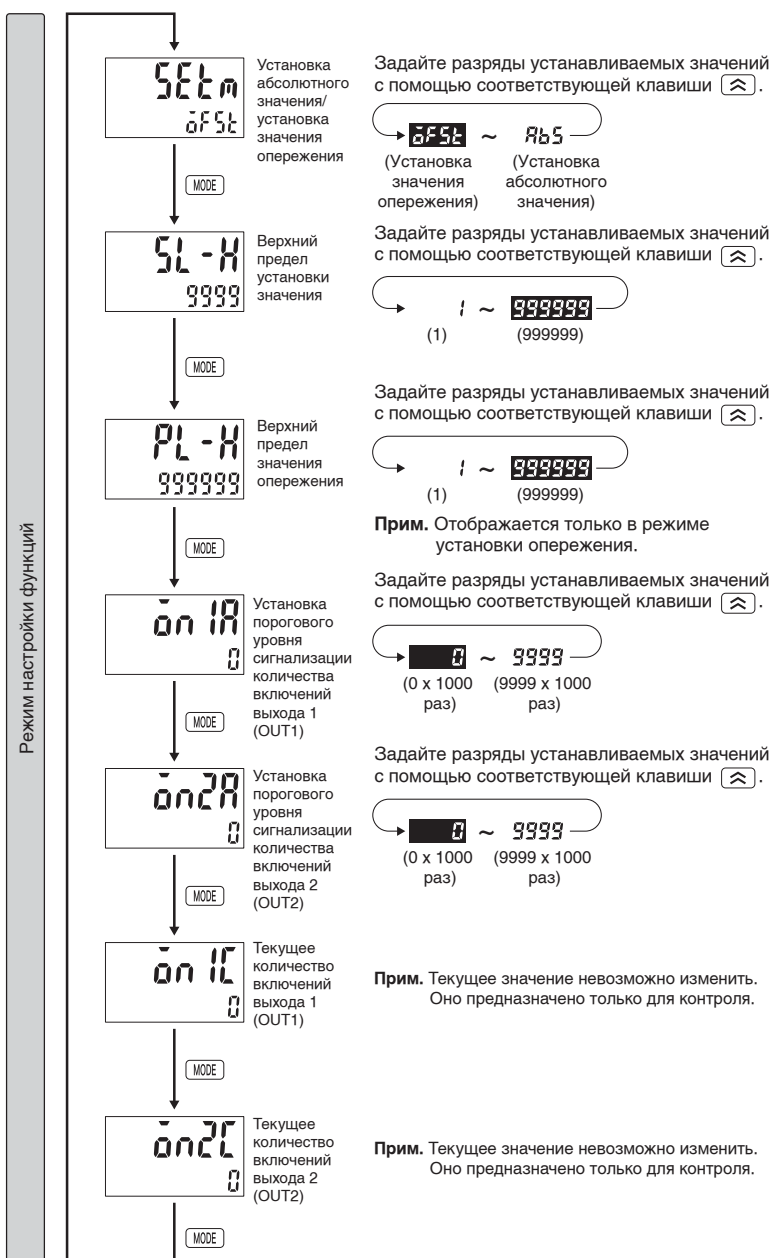 Режим настройки функций
SEtm
ōFSt
Установка
абсолютного
значения/
установка
значения
опережения
Задайте разряды устанавливаемых значений
с помощью соответствующей клавиши
ōFSt ~ AbS
(Установка
значения
опережения)
(Установка
абсолютного
значения)
MODE
SL-H
9999
Верхний
предел
установки
значения
Задайте разряды устанавливаемых значений
с помощью соответствующей клавиши .
1 ~ 999999
(1) (999999)
MODE
PL-H
999999
Верхний
предел
значения
опережения
Задайте разряды устанавливаемых значений
с помощью соответствующей клавиши .
1 ~ 999999
(1) (999999)
Прим. Отображается только в режиме
установки опережения.
MODE
ōn1A
0
Установка
порогового
уровня
сигнализации
количества
включений
выхода 1
(OUT1)
Задайте разряды устанавливаемых значений
с помощью соответствующей клавиши .
0 ~ 9999
(0 x 1000
раз)
(9999 x 1000
раз)
MODE
ōn2A
0
Установка
порогового
уровня
сигнализации
количества
включений
выхода 2
(OUT2)
Задайте разряды устанавливаемых значений
с помощью соответствующей клавиши .
0 ~ 9999
(0 x 1000
раз)
(9999 x 1000
раз)
MODE
ōn1C
0
Текущее
количество
включений
выхода 1
(OUT1)
Прим. Текущее значение невозможно изменить.
Оно предназначено только для контроля.
MODE
ōn2C
0
Текущее
количество
включений
выхода 2
(OUT2)
Прим. Текущее значение невозможно изменить.
Оно предназначено только для контроля.
MODE